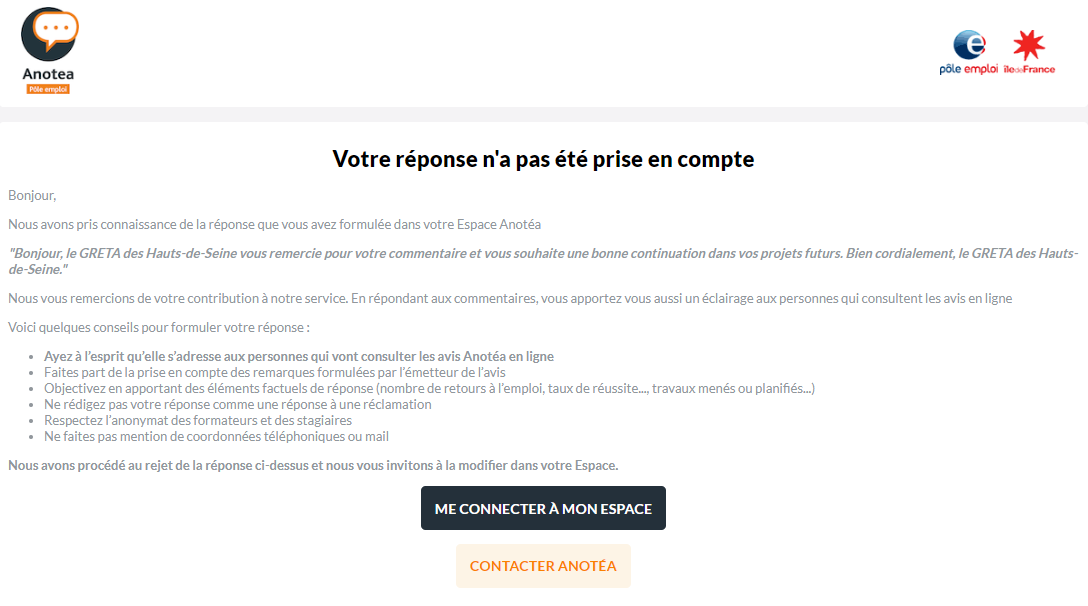 Anotea
Pôle emploi
pôle emploi
îledeFrance
Votre réponse n'a pas été prise en compte
Bonjour,
Nous avons pris connaissance de la réponse que vous avez formulée dans votre Espace Anotéa
"Bonjour, le GRETA des Hauts-de-Seine vous remercie pour votre commentaire et vous souhaite une bonne continuation dans vos projets futurs. Bien cordialement, le GRETA des Hauts-
de-Seine."
Nous vous remercions de votre contribution à notre service. En répondant aux commentaires, vous apportez vous aussi un éclairage aux personnes qui consultent les avis en ligne
Voici quelques conseils pour formuler votre réponse :
• Ayez à l'esprit qu'elle s'adresse aux personnes qui vont consulter les avis Anotéa en ligne
• Faites part de la prise en compte des remarques formulées par l'émetteur de l'avis
• Objectivez en apportant des éléments factuels de réponse (nombre de retours à l'emploi, taux de réussite..., travaux menés ou planifiés...)
• Ne rédigez pas votre réponse comme une réponse à une réclamation
• Respectez l'anonymat des formateurs et des stagiaires
• Ne faites pas mention de coordonnées téléphoniques ou mail
Nous avons procédé au rejet de la réponse ci-dessus et nous vous invitons à la modifier dans votre Espace.
ME CONNECTER À MON ESPACE
CONTACTER ANOTÉA